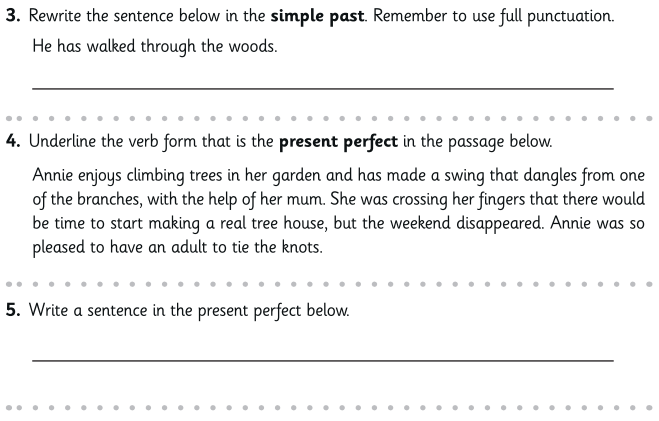 3. Rewrite the sentence below in the simple past. Remember to use full punctuation.
He has walked through the woods.
4. Underline the verb form that is the present perfect in the passage below.
Annie enjoys climbing trees in her garden and has made a swing that dangles from one
of the branches, with the help of her mum. She was crossing her fingers that there would
be time to start making a real tree house, but the weekend disappeared. Annie was so
pleased to have an adult to tie the knots.
5. Write a sentence in the present perfect below.